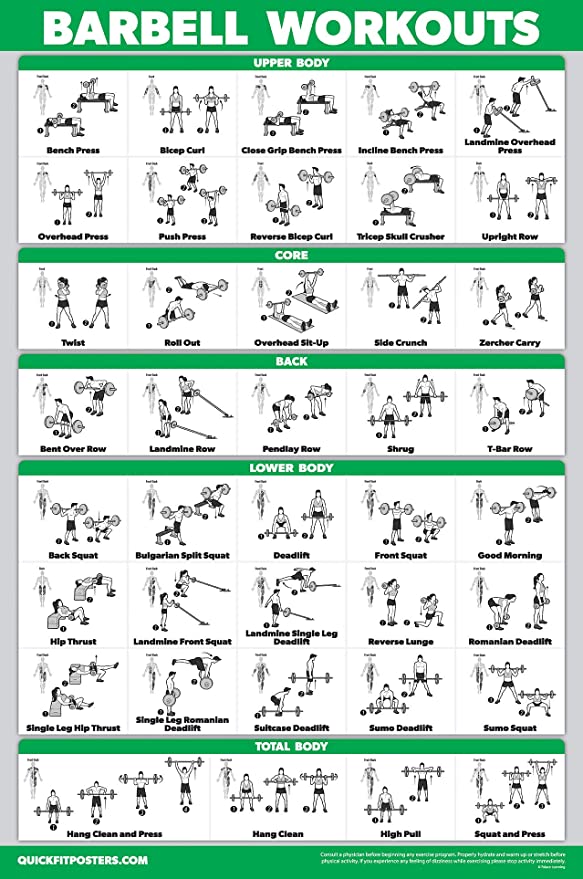 BARBELL WORKOUTS
UPPER BODY
Bench Press
Bicep Curl
Close Grip Bench Press
Incline Bench Press
Landmine Overhead
Press
Overhead Press
Push Press
Reverse Bicep Curl
Tricep Skull Crusher
Upright Row
CORE
Twist
Roll Out
Overhead Sit-Up
Side Crunch
Zercher Carry
BACK
Bent Over Row
Landmine Row
Pendlay Row
Shrug
T-Bar Row
LOWER BODY
Back Squat
Bulgarian Split Squat
Deadlift
Front Squat
Good Morning
Hip Thrust
Landmine Front Squat
Landmine Single Leg
Deadlift
Reverse Lunge
Romanian Deadlift
Single Leg Hip Thrust
Single Leg Romanian
Deadlift
Suitcase Deadlift
Sumo Deadlift
Sumo Squat
TOTAL BODY
Hang Clean and Press
Hang Clean
High Pull
Squat and Press
QUICKFITPOSTERS.COM
Consult a physician before beginning any exercise program. Properly hydrate and warm up or stretch before
physical activity. If you experience any feeling of dizziness while exercising please stop activity immediately.